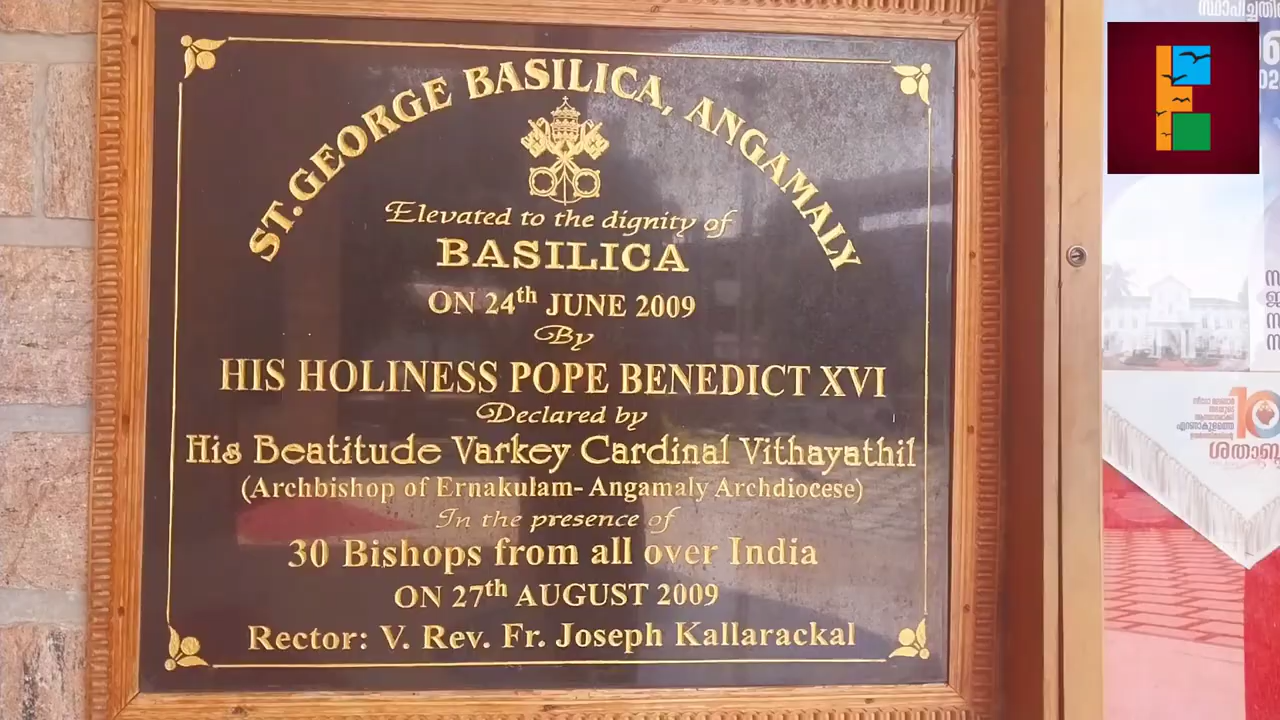 ST.GEORGE BASILICA, ANGAMALY
Elevated to the dignity of
BASILICA
ON 24th JUNE 2009
By
HIS HOLINESS POPE BENEDICT XVI
Declared by
His Beatitude Varkey Cardinal Vithayathil
(Archbishop of Ernakulam- Angamaly Archdiocese)
In the presence of
30 Bishops from all over India
ON 27th AUGUST 2009
Rector: V. Rev. Fr. Joseph Kallarackal